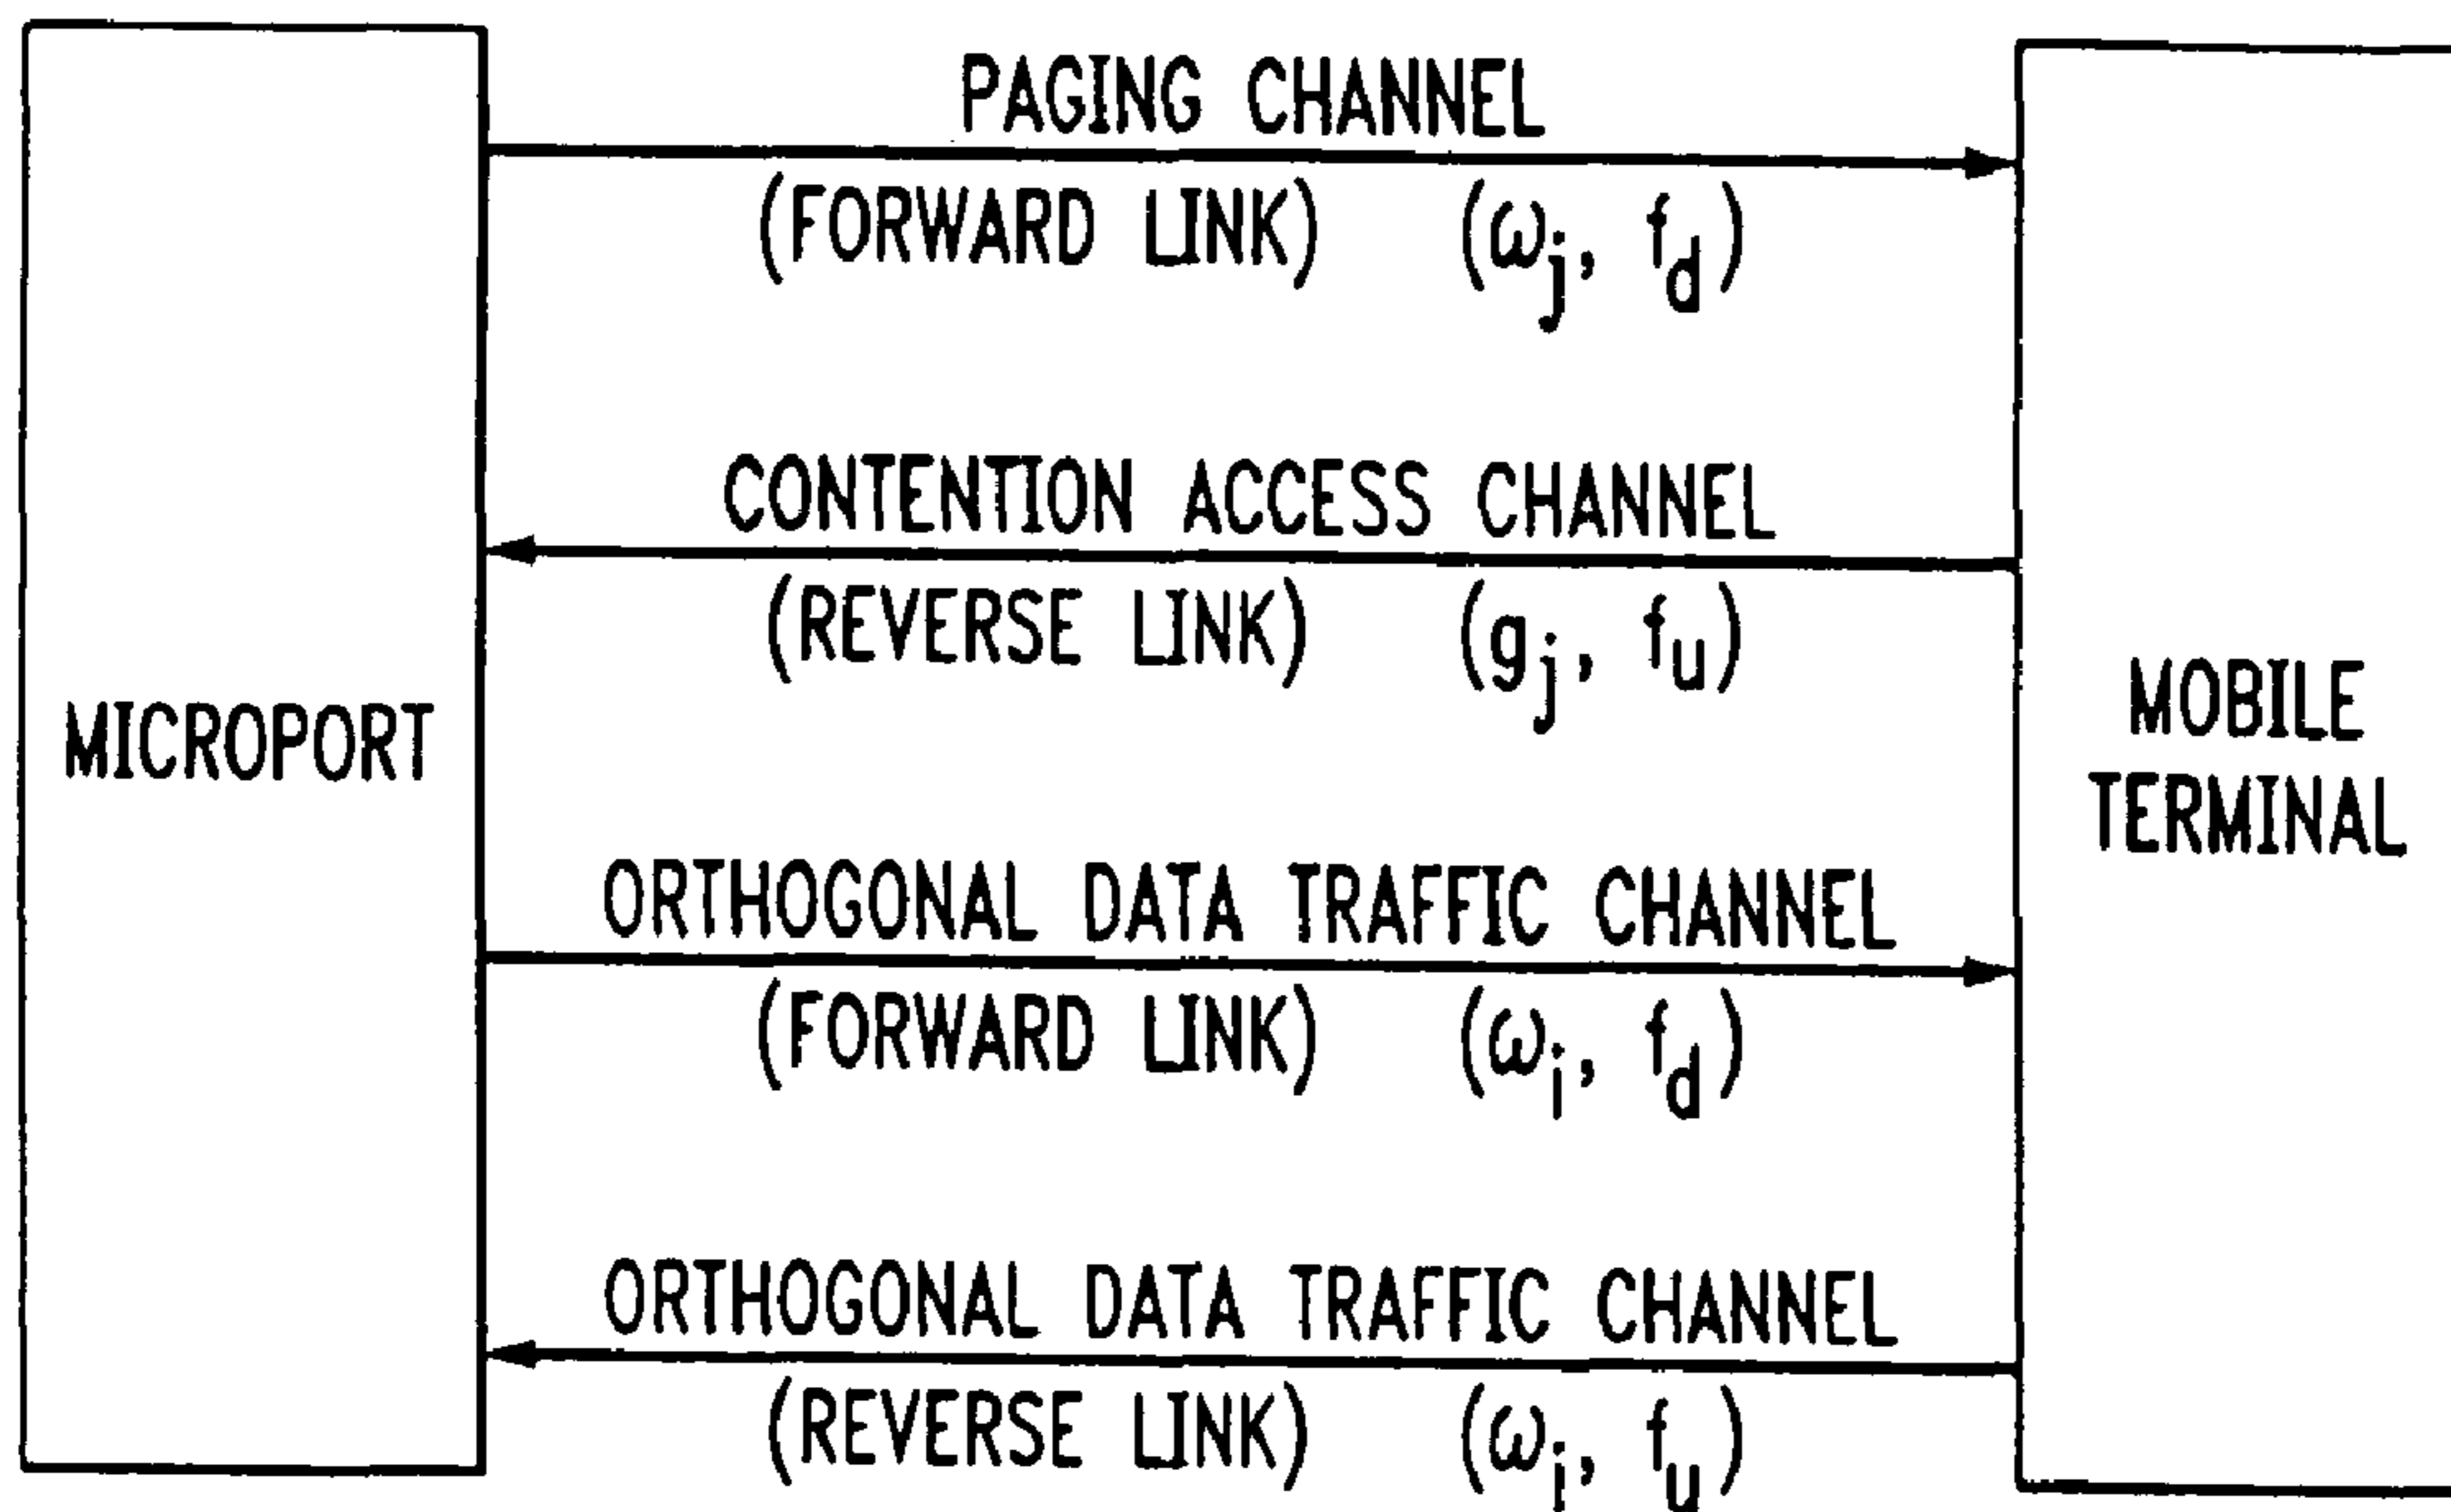 PAGING CHANNEL
(FORWARD LINK) (ωj, fd)
CONTENTION ACCESS CHANNEL
(REVERSE LINK) (gj, fu)
MICROPORT
MOBILE
TERMINAL
ORTHOGONAL DATA TRAFFIC CHANNEL
(FORWARD LINK) (ωi, fd)
ORTHOGONAL DATA TRAFFIC CHANNEL
(REVERSE LINK) (ωi, fu)